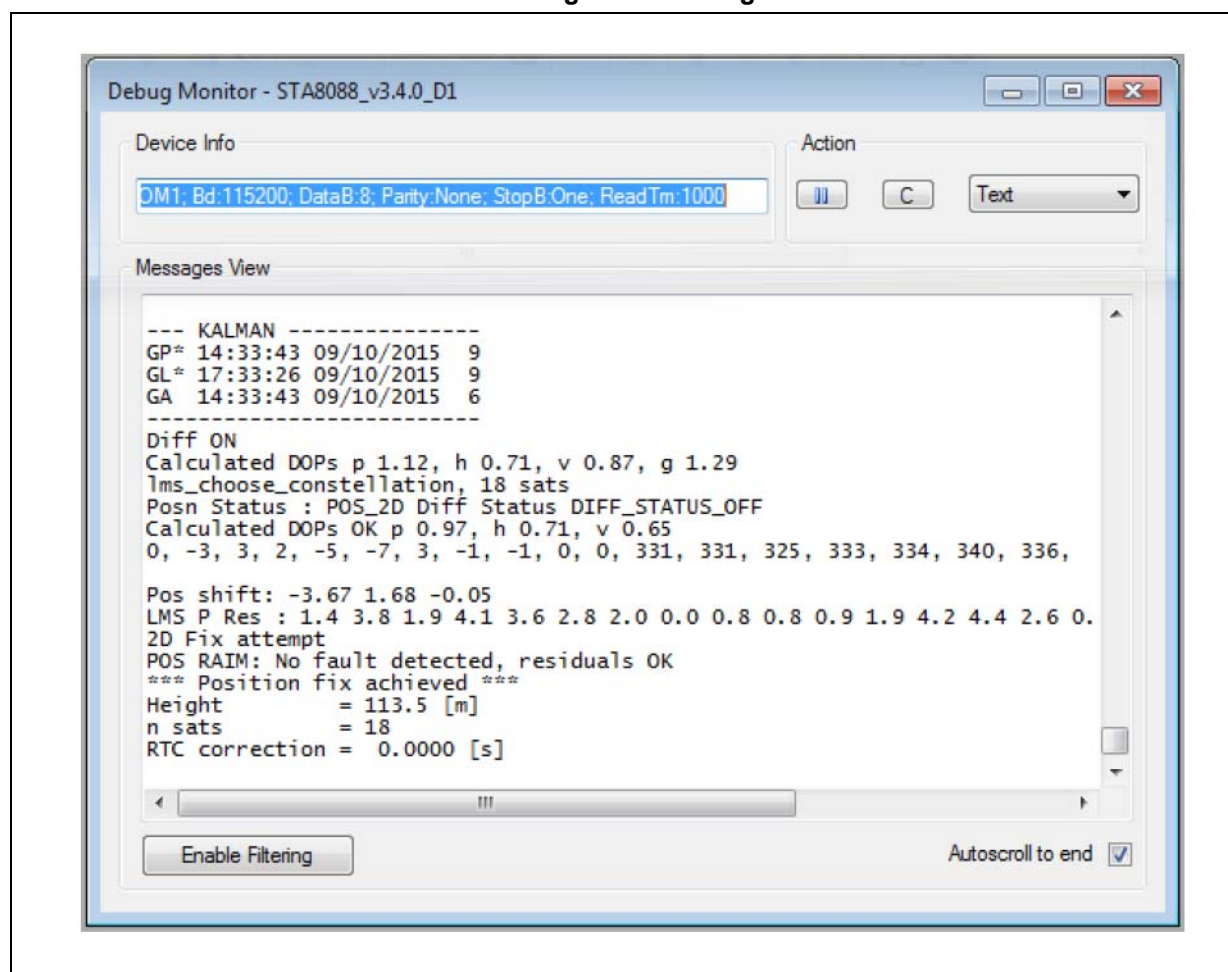 Debug Monitor - STA8088_v3.4.0_D1
Device Info
Action
OM1; Bd:115200; DataB:8; Parity:None; StopB:One; ReadTm:1000
C
Text
Messages View
--- KALMAN ---------------
GP* 14:33:43 09/10/2015  9
GL* 17:33:26 09/10/2015  9
GA  14:33:43 09/10/2015  6
--------------------------
Diff ON
Calculated DOPs p 1.12, h 0.71, v 0.87, g 1.29
lms_choose_constellation, 18 sats
Posn Status : POS_2D Diff Status DIFF_STATUS_OFF
Calculated DOPs OK p 0.97, h 0.71, v 0.65
0, -3, 3, 2, -5, -7, 3, -1, -1, 0, 0, 331, 331, 325, 333, 334, 340, 336,
Pos shift: -3.67 1.68 -0.05
LMS P Res : 1.4 3.8 1.9 4.1 3.6 2.8 2.0 0.0 0.8 0.8 0.9 1.9 4.2 4.4 2.6 0.
2D Fix attempt
POS RAIM: No fault detected, residuals OK
*** Position fix achieved ***
Height        = 113.5 [m]
n sats        = 18
RTC correction =  0.0000 [s]
Enable Filtering
Autoscroll to end